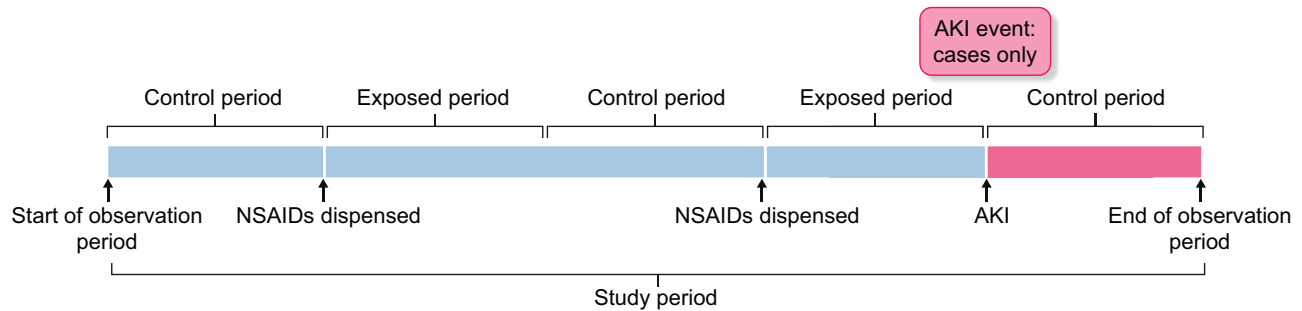 AKI event:
cases only
Control period
Exposed period
Control period
Exposed period
Control period
Start of observation
period
NSAIDs dispensed
NSAIDs dispensed
AKI
End of observation
period
Study period